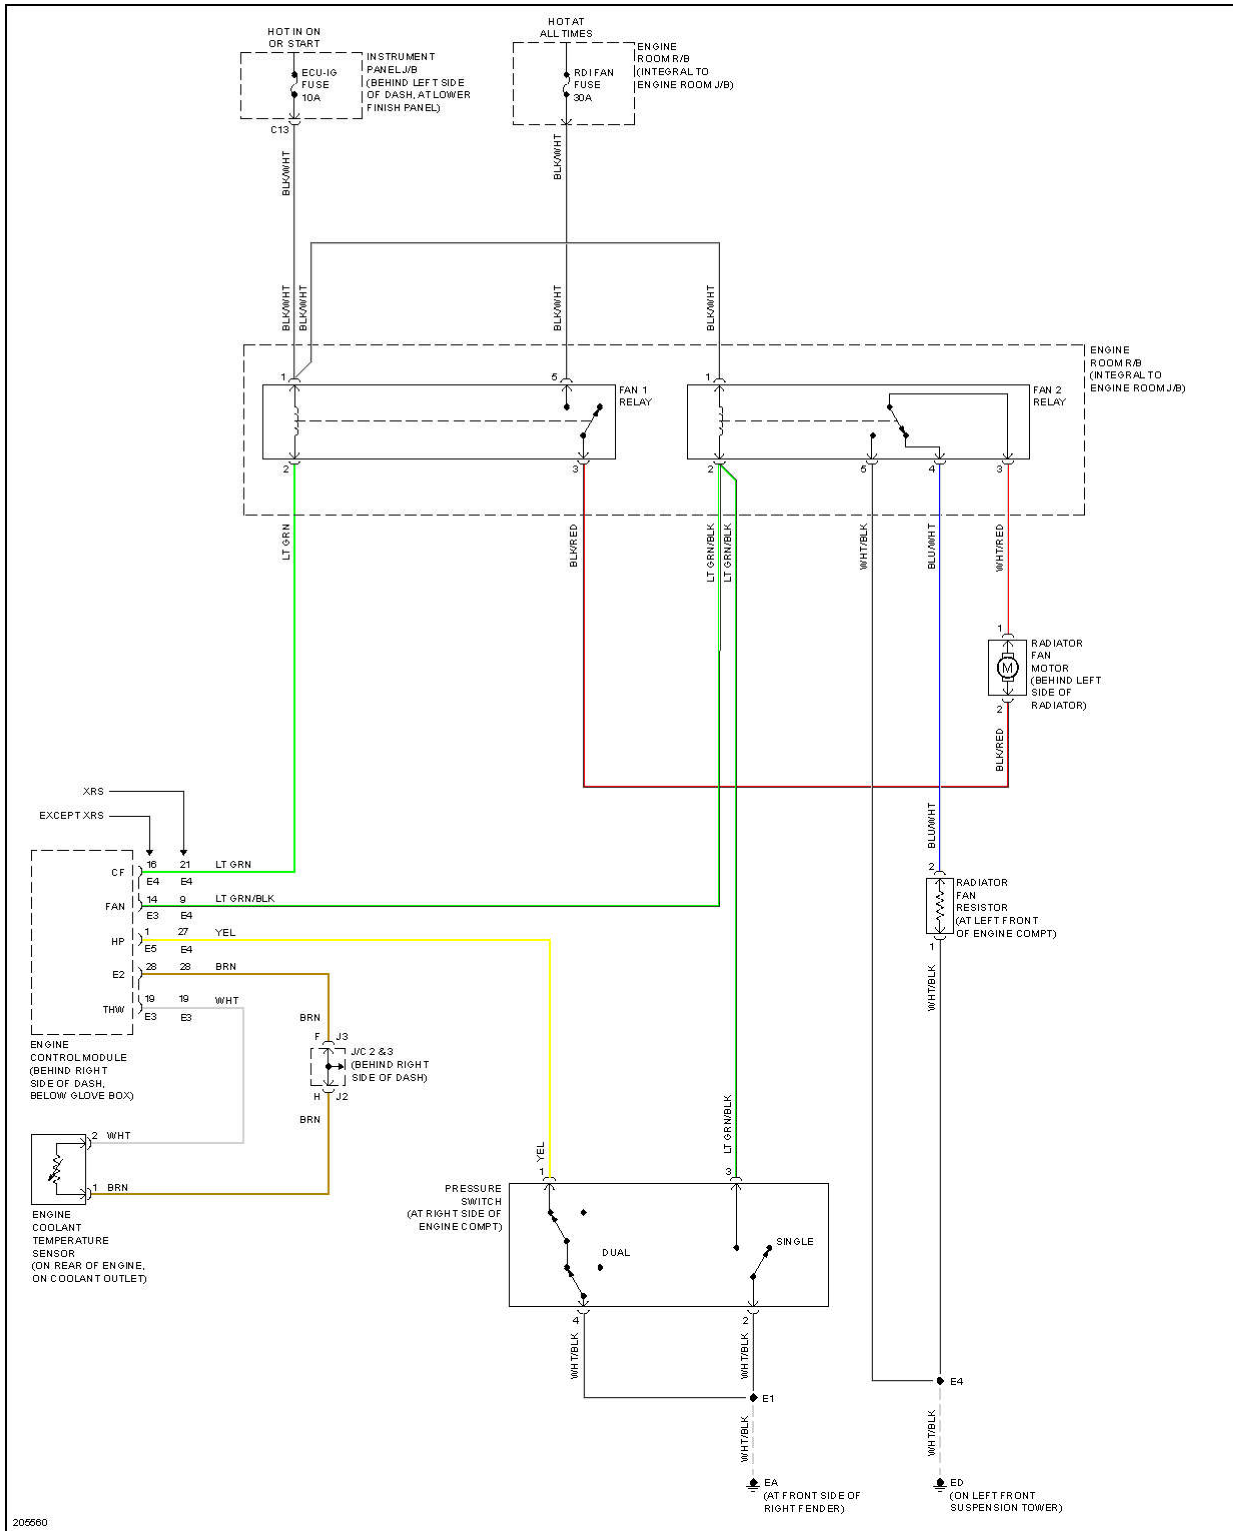 HOT IN ON
OR START
HOT AT
ALL TIMES
ECU-IG
FUSE
10A
INSTRUMENT
PANEL J/B
(BEHIND LEFT SIDE
OF DASH, AT LOWER
FINISH PANEL)
RDI FAN
FUSE
30A
ENGINE
ROOM R/B
(INTEGRAL TO
ENGINE ROOM J/B)
C13
BLK/WHT
BLK/WHT
BLK/WHT
BLK/WHT
BLK/WHT
BLK/WHT
ENGINE
ROOM R/B
(INTEGRAL TO
ENGINE ROOM J/B)
1
5
1
FAN 1
RELAY
FAN 2
RELAY
2
3
2
5
4
3
LT GRN
BLK/RED
LT GRN/BLK
LT GRN/BLK
WHT/BLK
BLU/WHT
WHT/RED
1
RADIATOR
FAN
MOTOR
(BEHIND LEFT
SIDE OF
RADIATOR)
M
2
BLK/RED
XRS
EXCEPT XRS
BLU/WHT
CF
16
21
LT GRN
E4
E4
FAN
14
9
LT GRN/BLK
E3
E4
HP
1
27
YEL
E5
E4
E2
28
28
BRN
THW
19
19
WHT
E3
E3
2
RADIATOR
FAN
RESISTOR
(AT LEFT FRONT
OF ENGINE COMPT)
1
WHT/BLK
ENGINE
CONTROL MODULE
(BEHIND RIGHT
SIDE OF DASH,
BELOW GLOVE BOX)
BRN
F
J3
J/C 2 & 3
(BEHIND RIGHT
SIDE OF DASH)
H
J2
BRN
2
WHT
1
BRN
ENGINE
COOLANT
TEMPERATURE
SENSOR
(ON REAR OF ENGINE,
ON COOLANT OUTLET)
YEL
LT GRN/BLK
1
3
PRESSURE
SWITCH
(AT RIGHT SIDE OF
ENGINE COMPT)
DUAL
SINGLE
4
2
WHT/BLK
WHT/BLK
E1
E4
WHT/BLK
WHT/BLK
EA
(AT FRONT SIDE OF
RIGHT FENDER)
ED
(ON LEFT FRONT
SUSPENSION TOWER)
205560